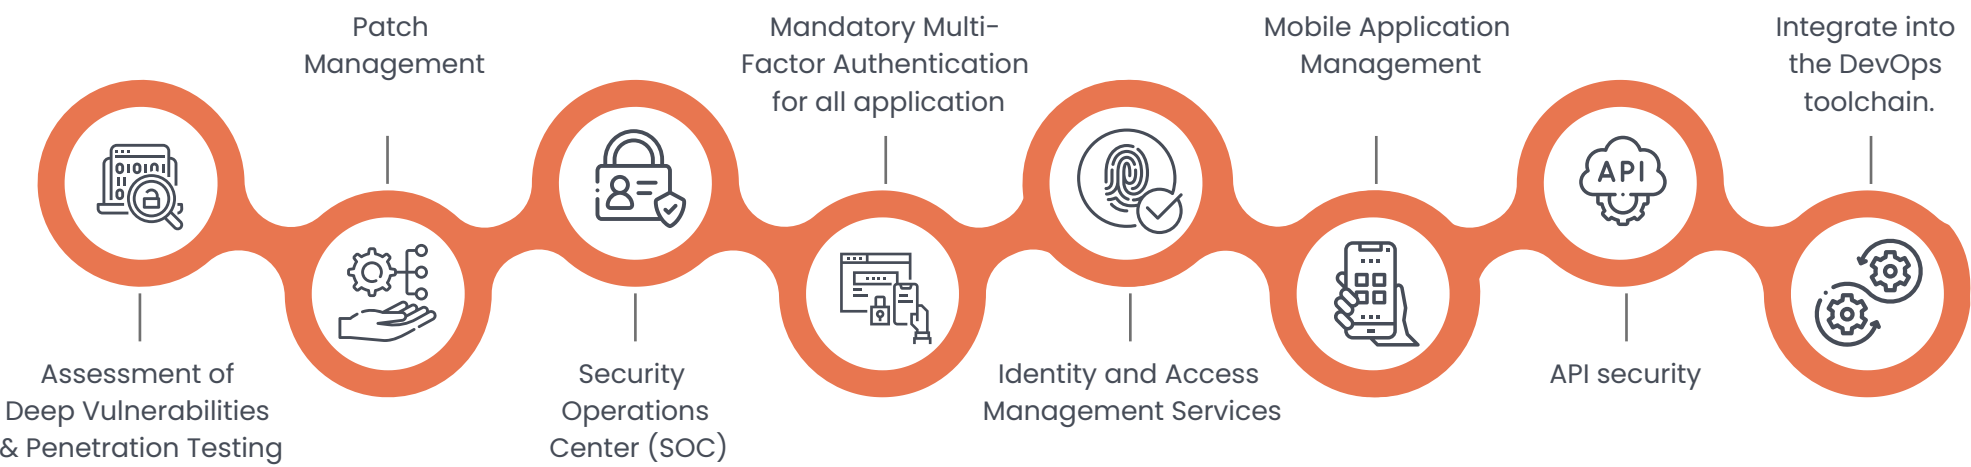 Assessment of
Deep Vulnerabilities
& Penetration Testing
Patch
Management
Security
Operations
Center (SOC)
Mandatory Multi-
Factor Authentication
for all application
Identity and Access
Management Services
Mobile Application
Management
API security
API
Integrate into
the DevOps
toolchain.
01010